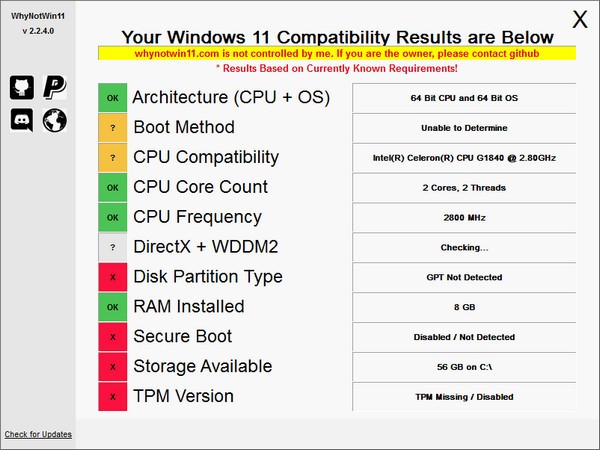 WhyNotWin11
v 2.2.4.0
X
Your Windows 11 Compatibility Results are Below
whynotwin11.com is not controlled by me. If you are the owner, please contact github
* Results Based on Currently Known Requirements!
OK Architecture (CPU + OS) 64 Bit CPU and 64 Bit OS
? Boot Method Unable to Determine
? CPU Compatibility Intel(R) Celeron(R) CPU G1840 @ 2.80GHz
OK CPU Core Count 2 Cores, 2 Threads
OK CPU Frequency 2800 MHz
? DirectX + WDDM2 Checking...
X Disk Partition Type GPT Not Detected
OK RAM Installed 8 GB
X Secure Boot Disabled / Not Detected
X Storage Available 56 GB on C:\
X TPM Version TPM Missing / Disabled
Check for Updates